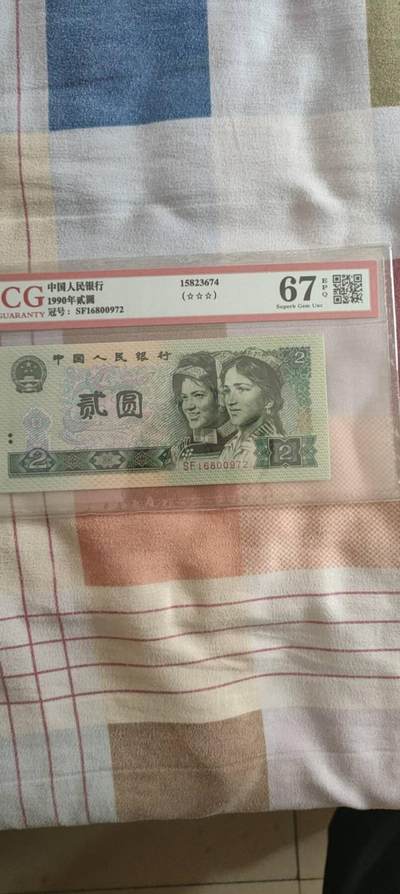 CG
GUARANTY
中国人民银行
1990年贰圆
冠号: SF16800972
15823674
(☆☆☆)
67
EPQ
Superb Gem Unc
中国人民银行
2
贰圆
2
SF16800972
2